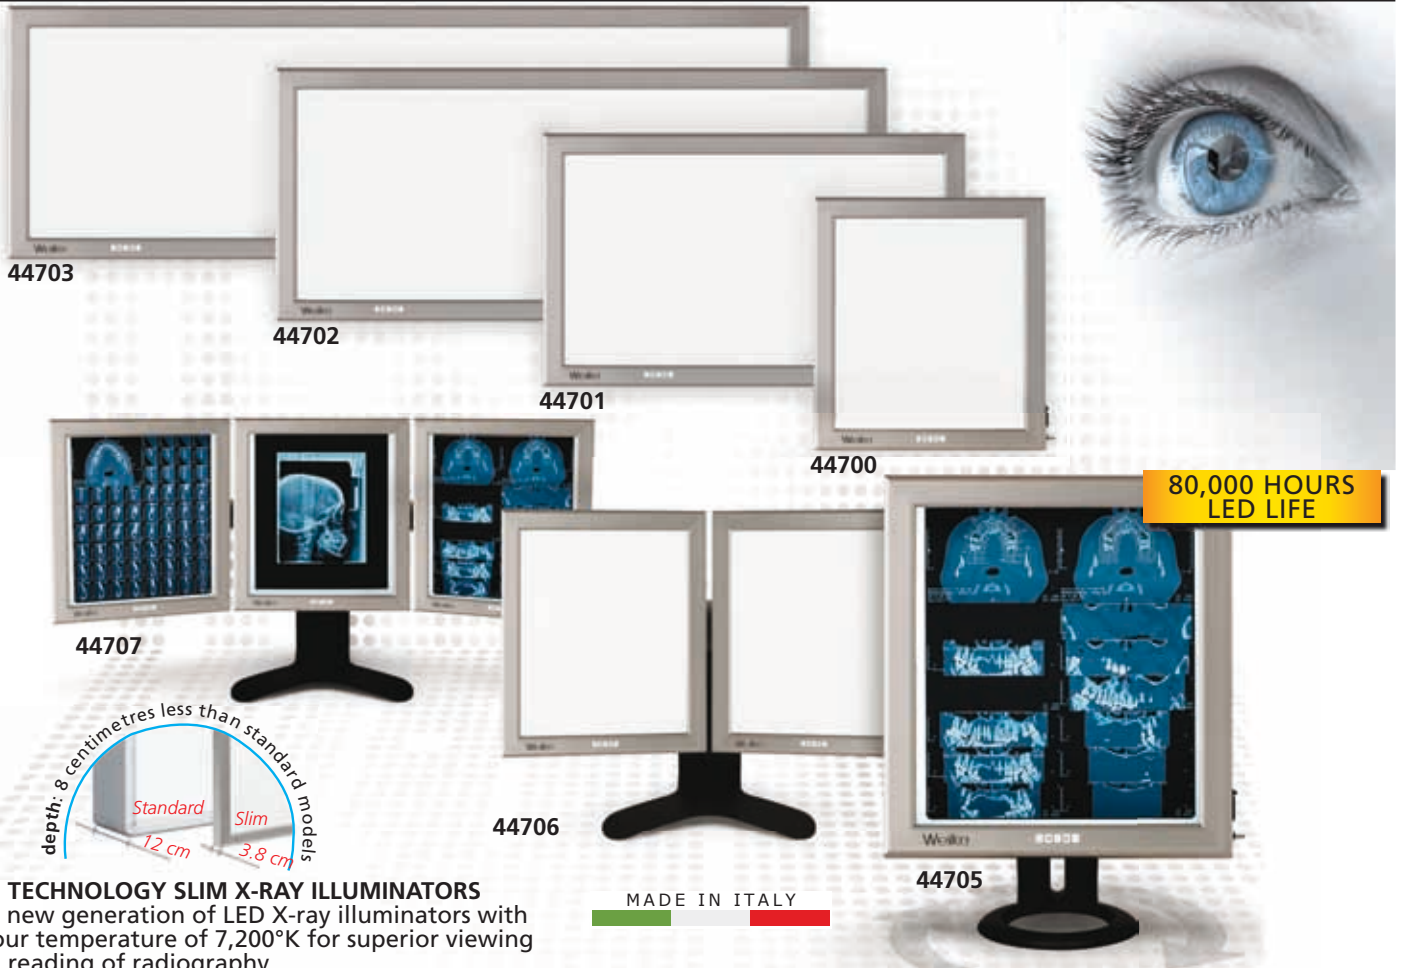 44703
44702
44701
44700
80,000 HOURS
LED LIFE
44707
44706
44705
Weiko
depth: 8 centimetres less than standard models
Standard
12 cm
Slim
3.8 cm
MADE IN ITALY
TECHNOLOGY SLIM X-RAY ILLUMINATORS
new generation of LED X-ray illuminators with
our temperature of 7,200°K for superior viewing
reading of radiography